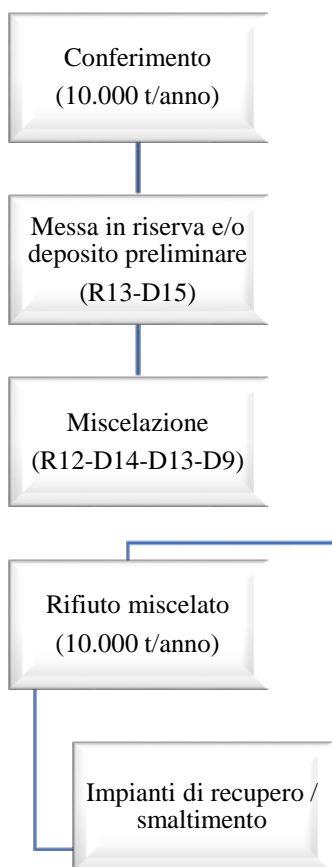 Conferimento
(10.000 t/anno)
Messa in riserva e/o
deposito preliminare
(R13-D15)
Miscelazione
(R12-D14-D13-D9)
Rifiuto miscelato
(10.000 t/anno)
Impianti di recupero /
smaltimento